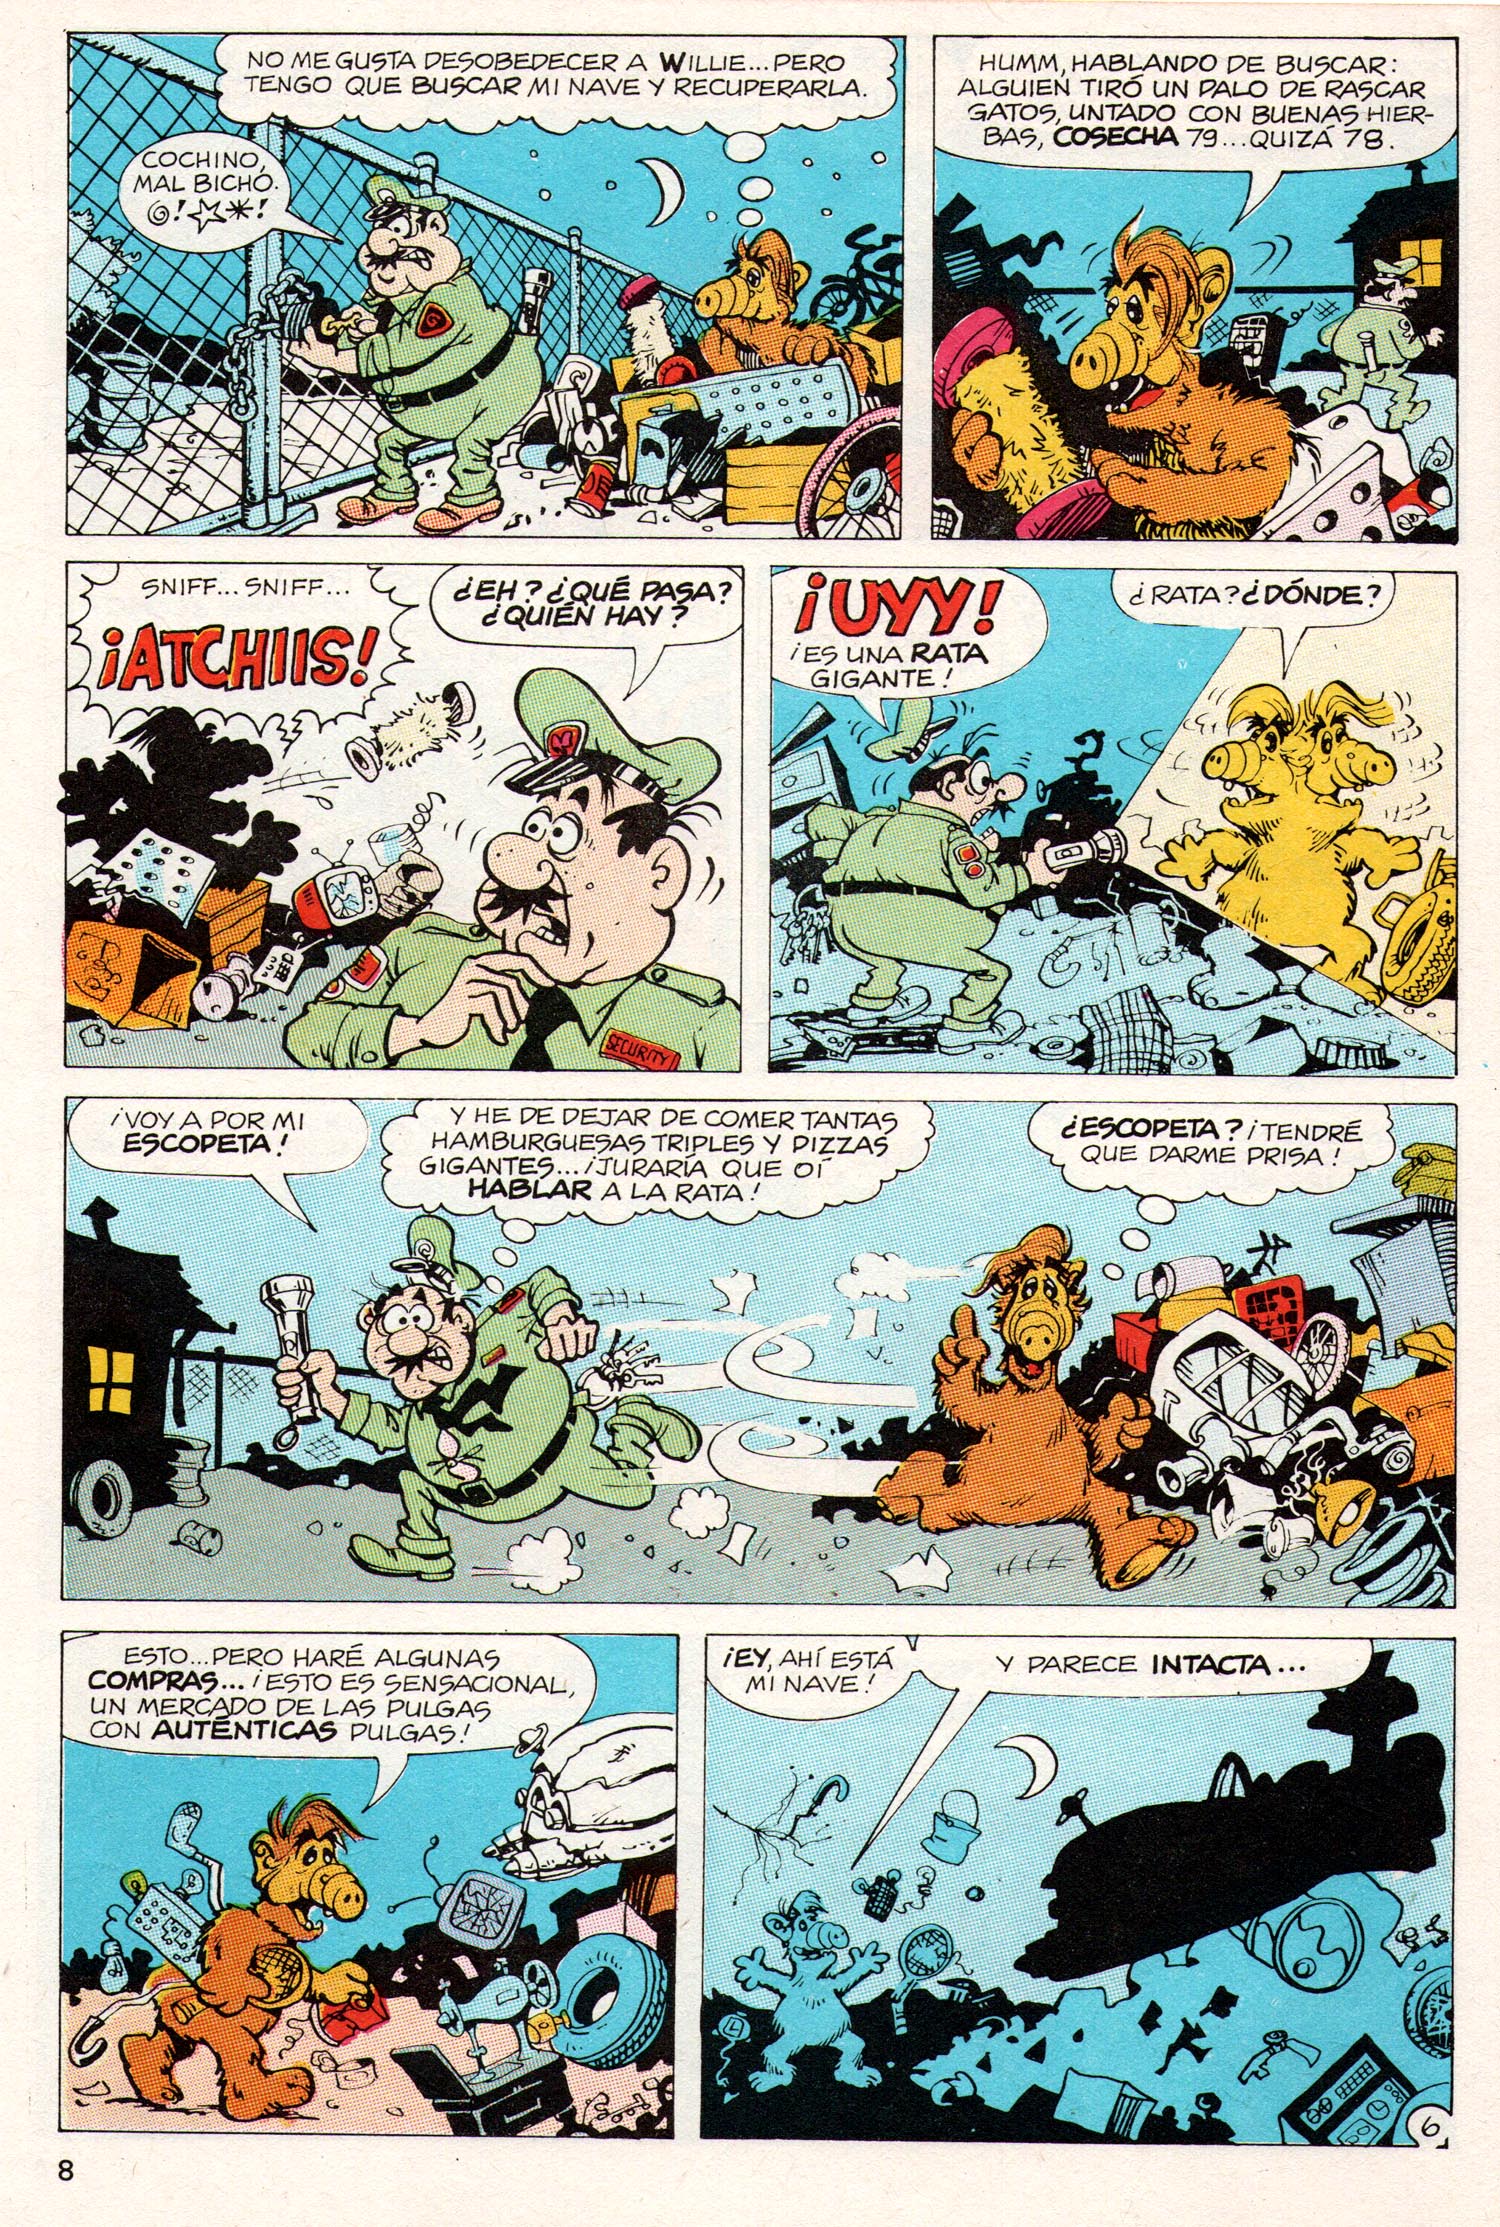 NO ME GUSTA DESOBEDECER A WILLIE...PERO
TENGO QUE BUSCAR MI NAVE Y RECUPERARLA.
COCHINO,
MAL BICHO.
@!☆*!
HUMM, HABLANDO DE BUSCAR:
ALGUIEN TIRÓ UN PALO DE RASCAR
GATOS, UNTADO CON BUENAS HIER-
BAS, COSECHA 79...QUIZÁ 78.
SNIFF...SNIFF...
¡ATCHIIS!
¿EH? ¿QUÉ PASA?
¿QUIÉN HAY?
SECURITY
¡UYY!
¡ES UNA RATA
GIGANTE!
¿RATA? ¿DÓNDE?
¡VOY A POR MI
ESCOPETA!
Y HE DE DEJAR DE COMER TANTAS
HAMBURGUESAS TRIPLES Y PIZZAS
GIGANTES...¡JURARÍA QUE OÍ
HABLAR A LA RATA!
¿ESCOPETA? ¡TENDRÉ
QUE DARME PRISA!
ESTO...PERO HARÉ ALGUNAS
COMPRAS...¡ESTO ES SENSACIONAL,
UN MERCADO DE LAS PULGAS
CON AUTÉNTICAS PULGAS!
¡EY, AHÍ ESTÁ
MI NAVE!
Y PARECE INTACTA...
6
8